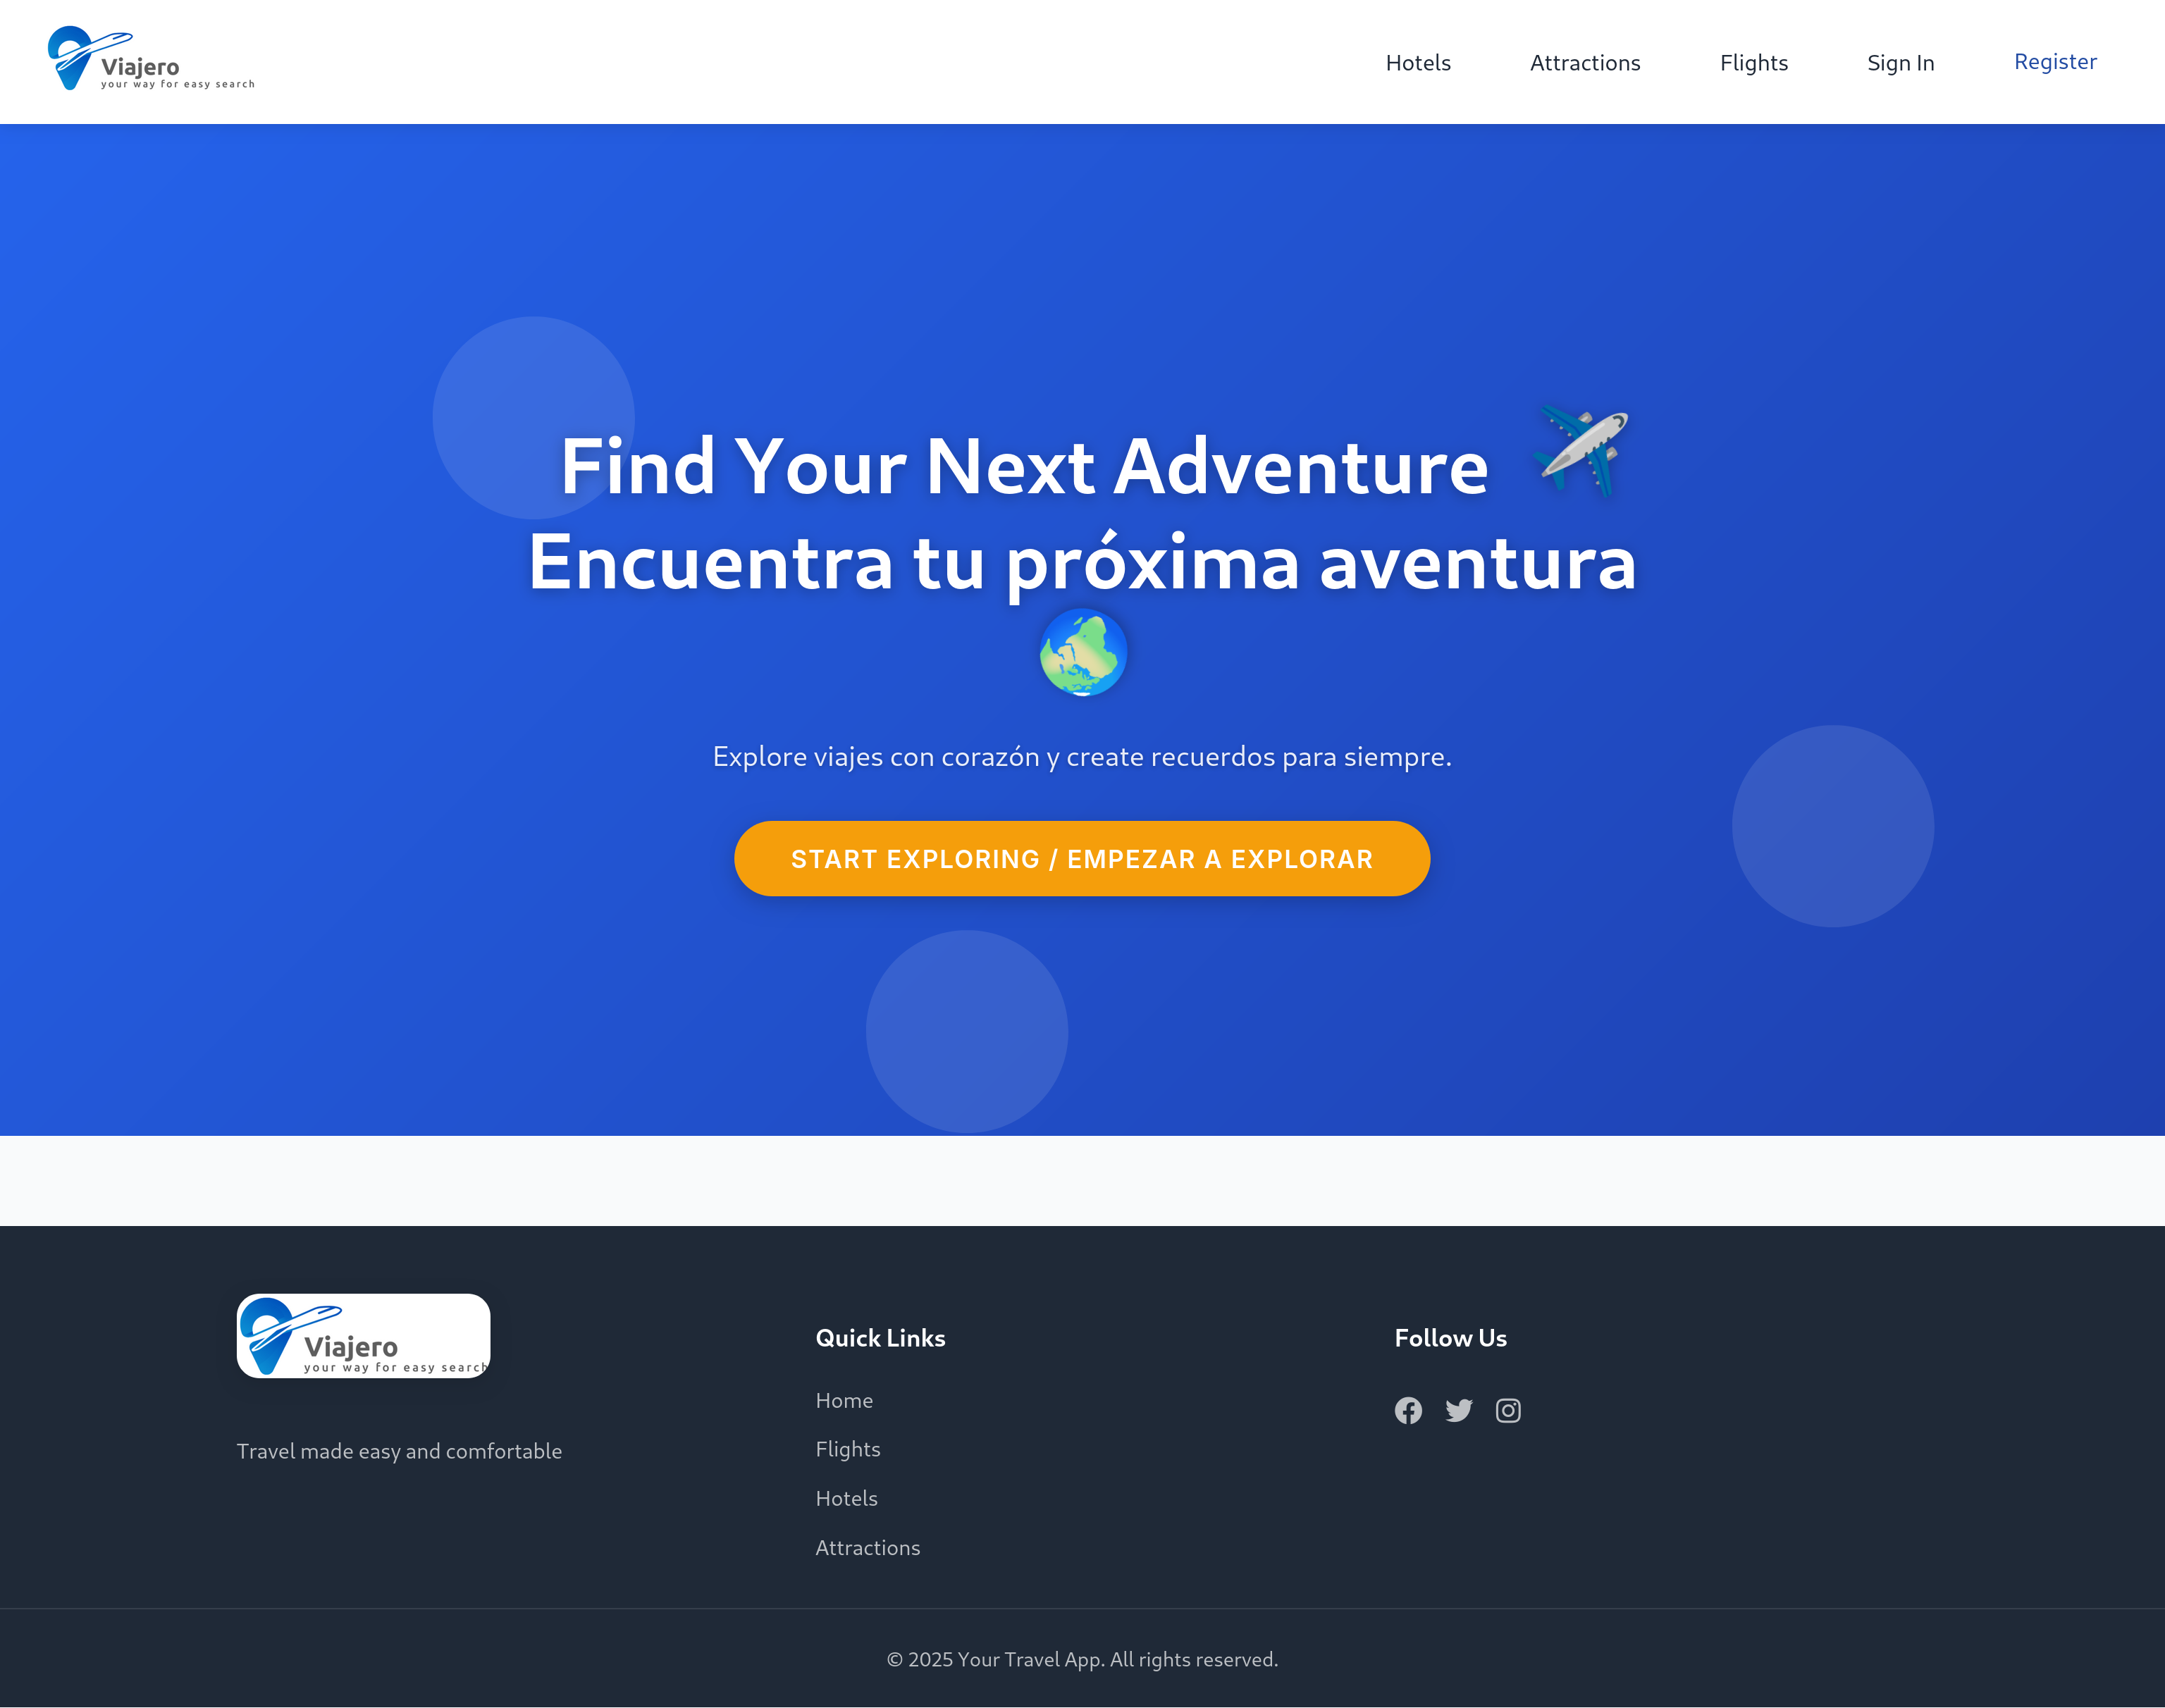 Viajero
your way for easy search
Hotels
Attractions
Flights
Sign In
Register
Find Your Next Adventure ✈️
Encuentra tu próxima aventura
🌏
Explore viajes con corazón y create recuerdos para siempre.
START EXPLORING / EMPEZAR A EXPLORAR
Viajero
your way for easy search
Travel made easy and comfortable
Quick Links
Home
Flights
Hotels
Attractions
Follow Us
© 2025 Your Travel App. All rights reserved.